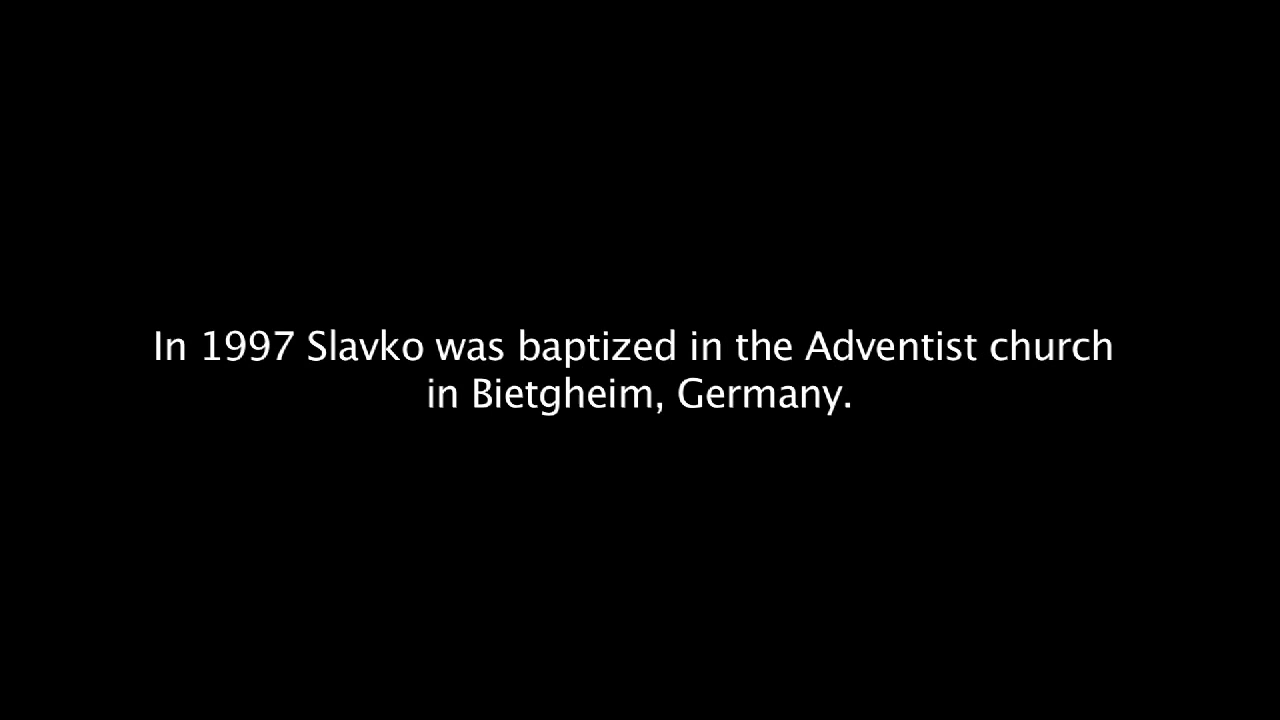 In 1997 Slavko was baptized in the Adventist church
in Bietgheim, Germany.